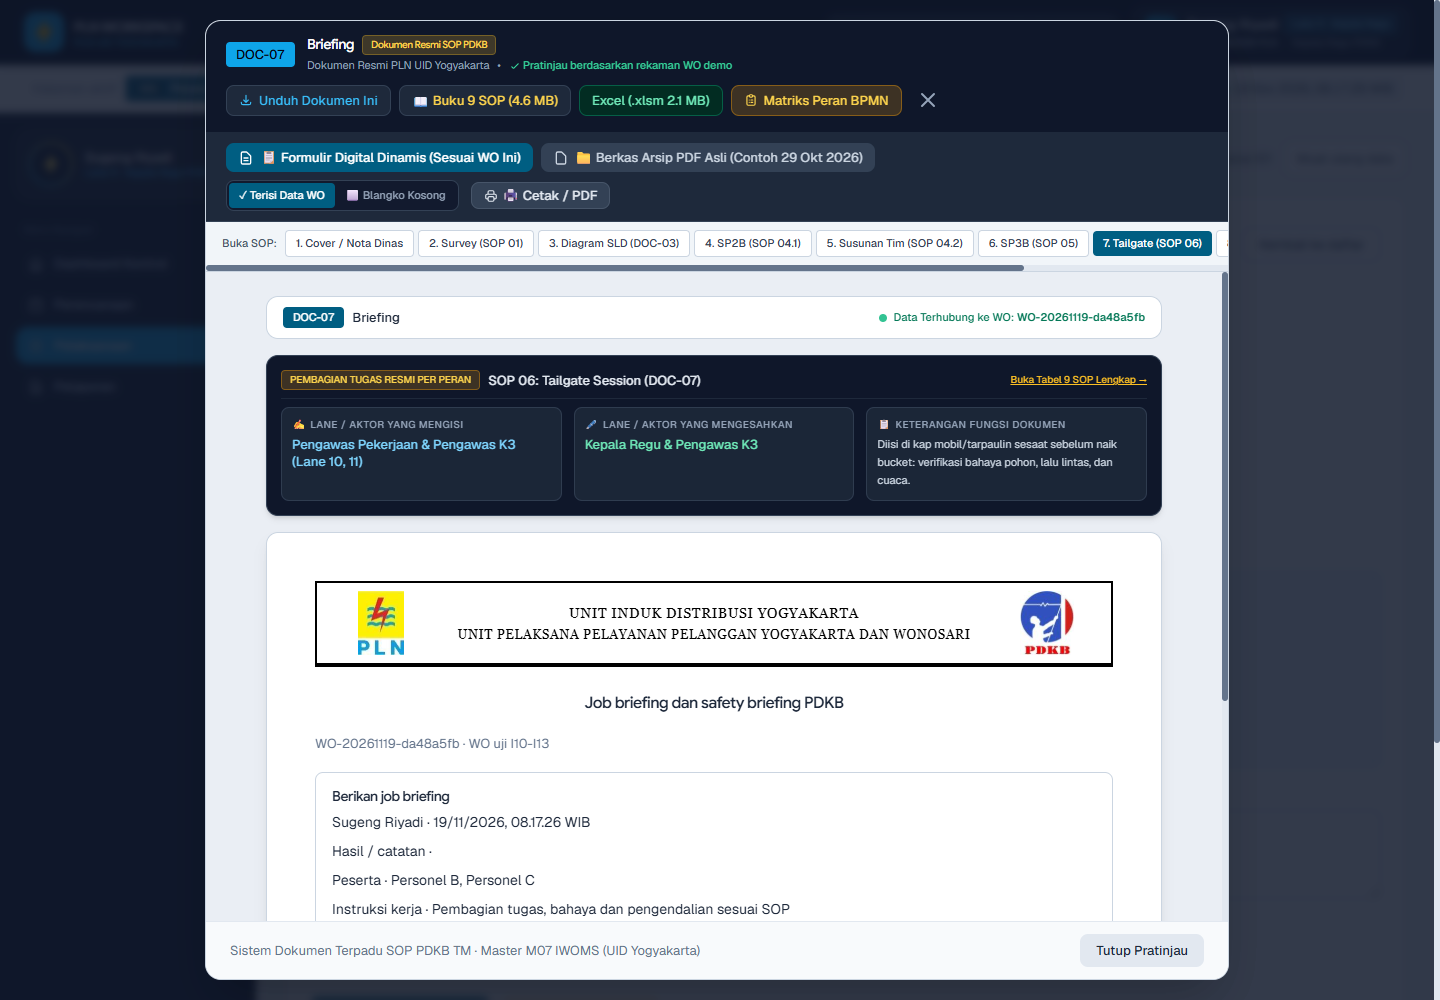 DOC-07
Briefing
Dokumen Resmi SOP PDKB
Dokumen Resmi PLN UID Yogyakarta • ✓ Pratinjau berdasarkan rekaman WO demo
Unduh Dokumen Ini
Buku 9 SOP (4.6 MB)
Excel (.xlsm 2.1 MB)
Matriks Peran BPMN
Formulir Digital Dinamis (Sesuai WO Ini)
Berkas Arsip PDF Asli (Contoh 29 Okt 2026)
✓ Terisi Data WO
Blangko Kosong
Cetak / PDF
Buka SOP:
1. Cover / Nota Dinas
2. Survey (SOP 01)
3. Diagram SLD (DOC-03)
4. SP2B (SOP 04.1)
5. Susunan Tim (SOP 04.2)
6. SP3B (SOP 05)
7. Tailgate (SOP 06)
DOC-07
Briefing
Data Terhubung ke WO: WO-20261119-da48a5fb
PEMBAGIAN TUGAS RESMI PER PERAN
SOP 06: Tailgate Session (DOC-07)
Buka Tabel 9 SOP Lengkap →
LANE / AKTOR YANG MENGISI
Pengawas Pekerjaan & Pengawas K3
(Lane 10, 11)
LANE / AKTOR YANG MENGESAHKAN
Kepala Regu & Pengawas K3
KETERANGAN FUNGSI DOKUMEN
Diisi di kap mobil/tarpaulin sesaat sebelum naik
bucket: verifikasi bahaya pohon, lalu lintas, dan
cuaca.
PLN
UNIT INDUK DISTRIBUSI YOGYAKARTA
UNIT PELAKSANA PELAYANAN PELANGGAN YOGYAKARTA DAN WONOSARI
PDKB
Job briefing dan safety briefing PDKB
WO-20261119-da48a5fb · WO uji I10-I13
Berikan job briefing
Sugeng Riyadi · 19/11/2026, 08.17.26 WIB
Hasil / catatan ·
Peserta · Personel B, Personel C
Instruksi kerja · Pembagian tugas, bahaya dan pengendalian sesuai SOP
Sistem Dokumen Terpadu SOP PDKB TM · Master M07 IWOMS (UID Yogyakarta)
Tutup Pratinjau